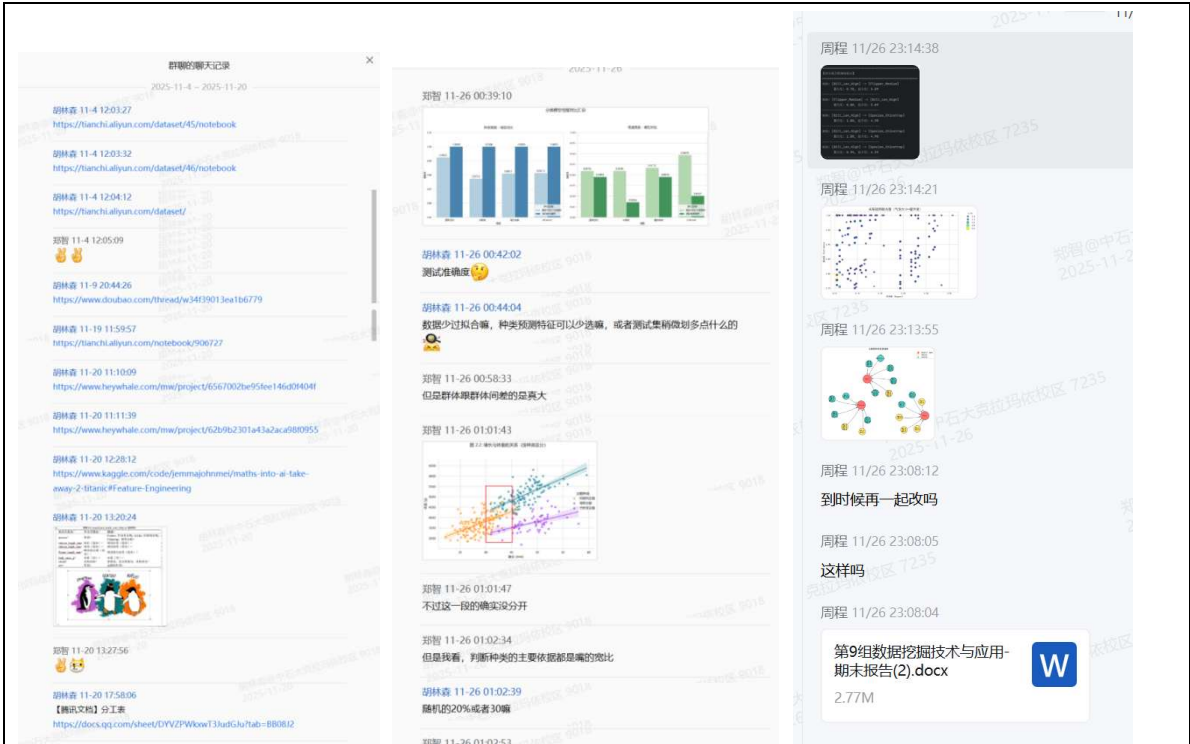 群聊的聊天记录
2025-11-4 ~ 2025-11-20
胡林森 11-4 12:03:27
https://tianchi.aliyun.com/dataset/45/notebook
胡林森 11-4 12:03:32
https://tianchi.aliyun.com/dataset/46/notebook
胡林森 11-4 12:04:12
https://tianchi.aliyun.com/dataset/
郑智 11-4 12:05:09
✌✌
胡林森 11-9 20:44:26
https://www.doubao.com/thread/w34f39013ea1b6779
胡林森 11-19 11:59:57
https://tianchi.aliyun.com/notebook/906727
胡林森 11-20 11:10:09
https://www.heywhale.com/mw/project/6567002be95fee146d0f404f
胡林森 11-20 11:11:39
https://www.heywhale.com/mw/project/62b9b2301a43a2aca98f0955
胡林森 11-20 12:28:12
https://www.kaggle.com/code/jemmajohnmei/maths-into-ai-take-
away-2-titanic#Feature-Engineering
胡林森 11-20 13:20:24
郑智 11-20 13:27:56
胡林森 11-20 17:58:06
【腾讯文档】分工表
https://docs.qq.com/sheet/DYVZPWkxwT3JudGJu?tab=BB08J2
2025-11-26
郑智 11-26 00:39:10
胡林森 11-26 00:42:02
测试准确度🤔
胡林森 11-26 00:44:04
数据少过拟合嘛，种类预测特征可以少选嘛，或者测试集稍微划多点什么的
郑智 11-26 00:58:33
但是群体跟群体间差的是真大
郑智 11-26 01:01:43
郑智 11-26 01:01:47
不过这一段的确实没分开
郑智 11-26 01:02:34
但是我看，判断种类的主要依据都是嘴的宽比
胡林森 11-26 01:02:39
随机的20%或者30嘛
郑智 11-26 01:02:53
11/
周程 11/26 23:14:38
周程 11/26 23:14:21
周程 11/26 23:13:55
周程 11/26 23:08:12
到时候再一起改吗
周程 11/26 23:08:05
这样吗
周程 11/26 23:08:04
第9组数据挖掘技术与应用-
期末报告(2).docx
W
2.77M